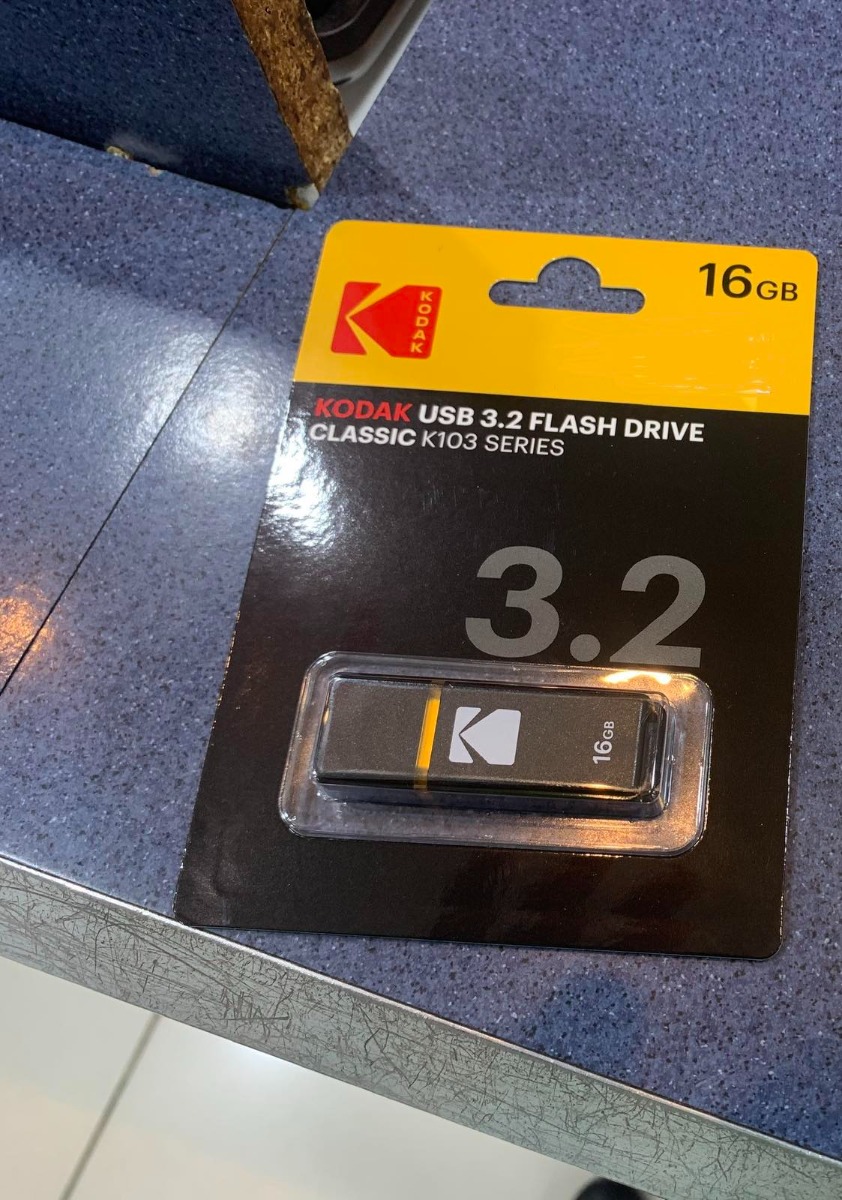 KODAK
16GB
KODAK USB 3.2 FLASH DRIVE
CLASSIC K103 SERIES
3.2
16GB